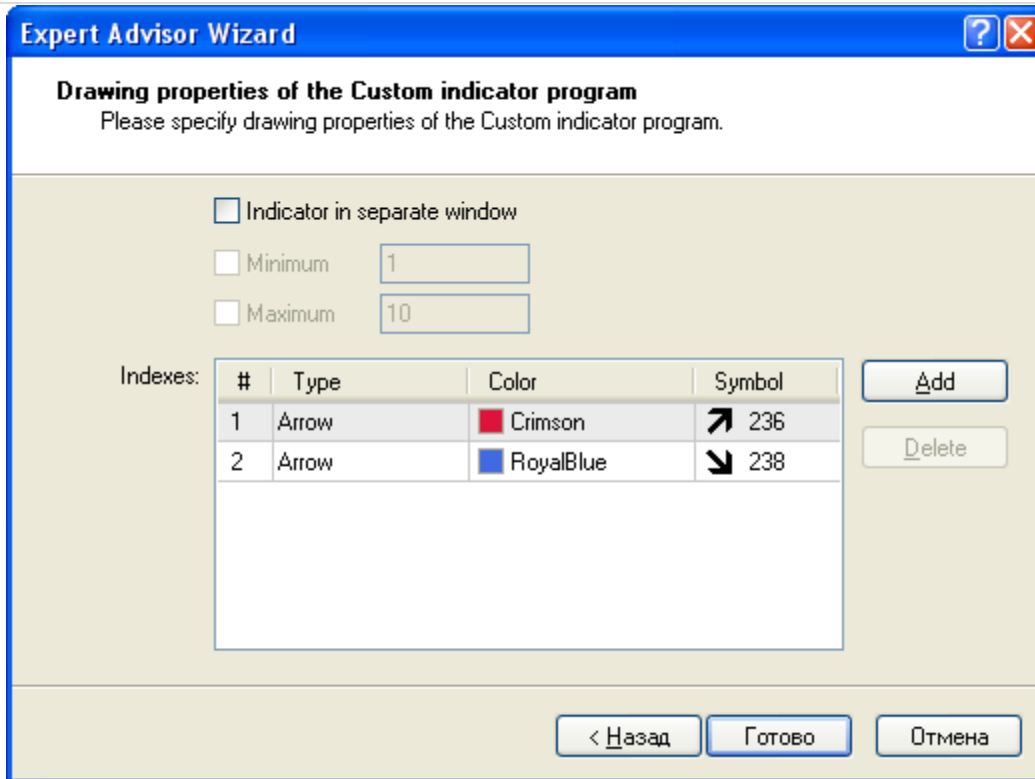 Expert Advisor Wizard
Drawing properties of the Custom indicator program
Please specify drawing properties of the Custom indicator program.
Indicator in separate window
Minimum 1
Maximum 10
Indexes: # Type Color Symbol Add
1 Arrow Crimson 236
2 Arrow RoyalBlue 238 Delete
< Назад Готово Отмена